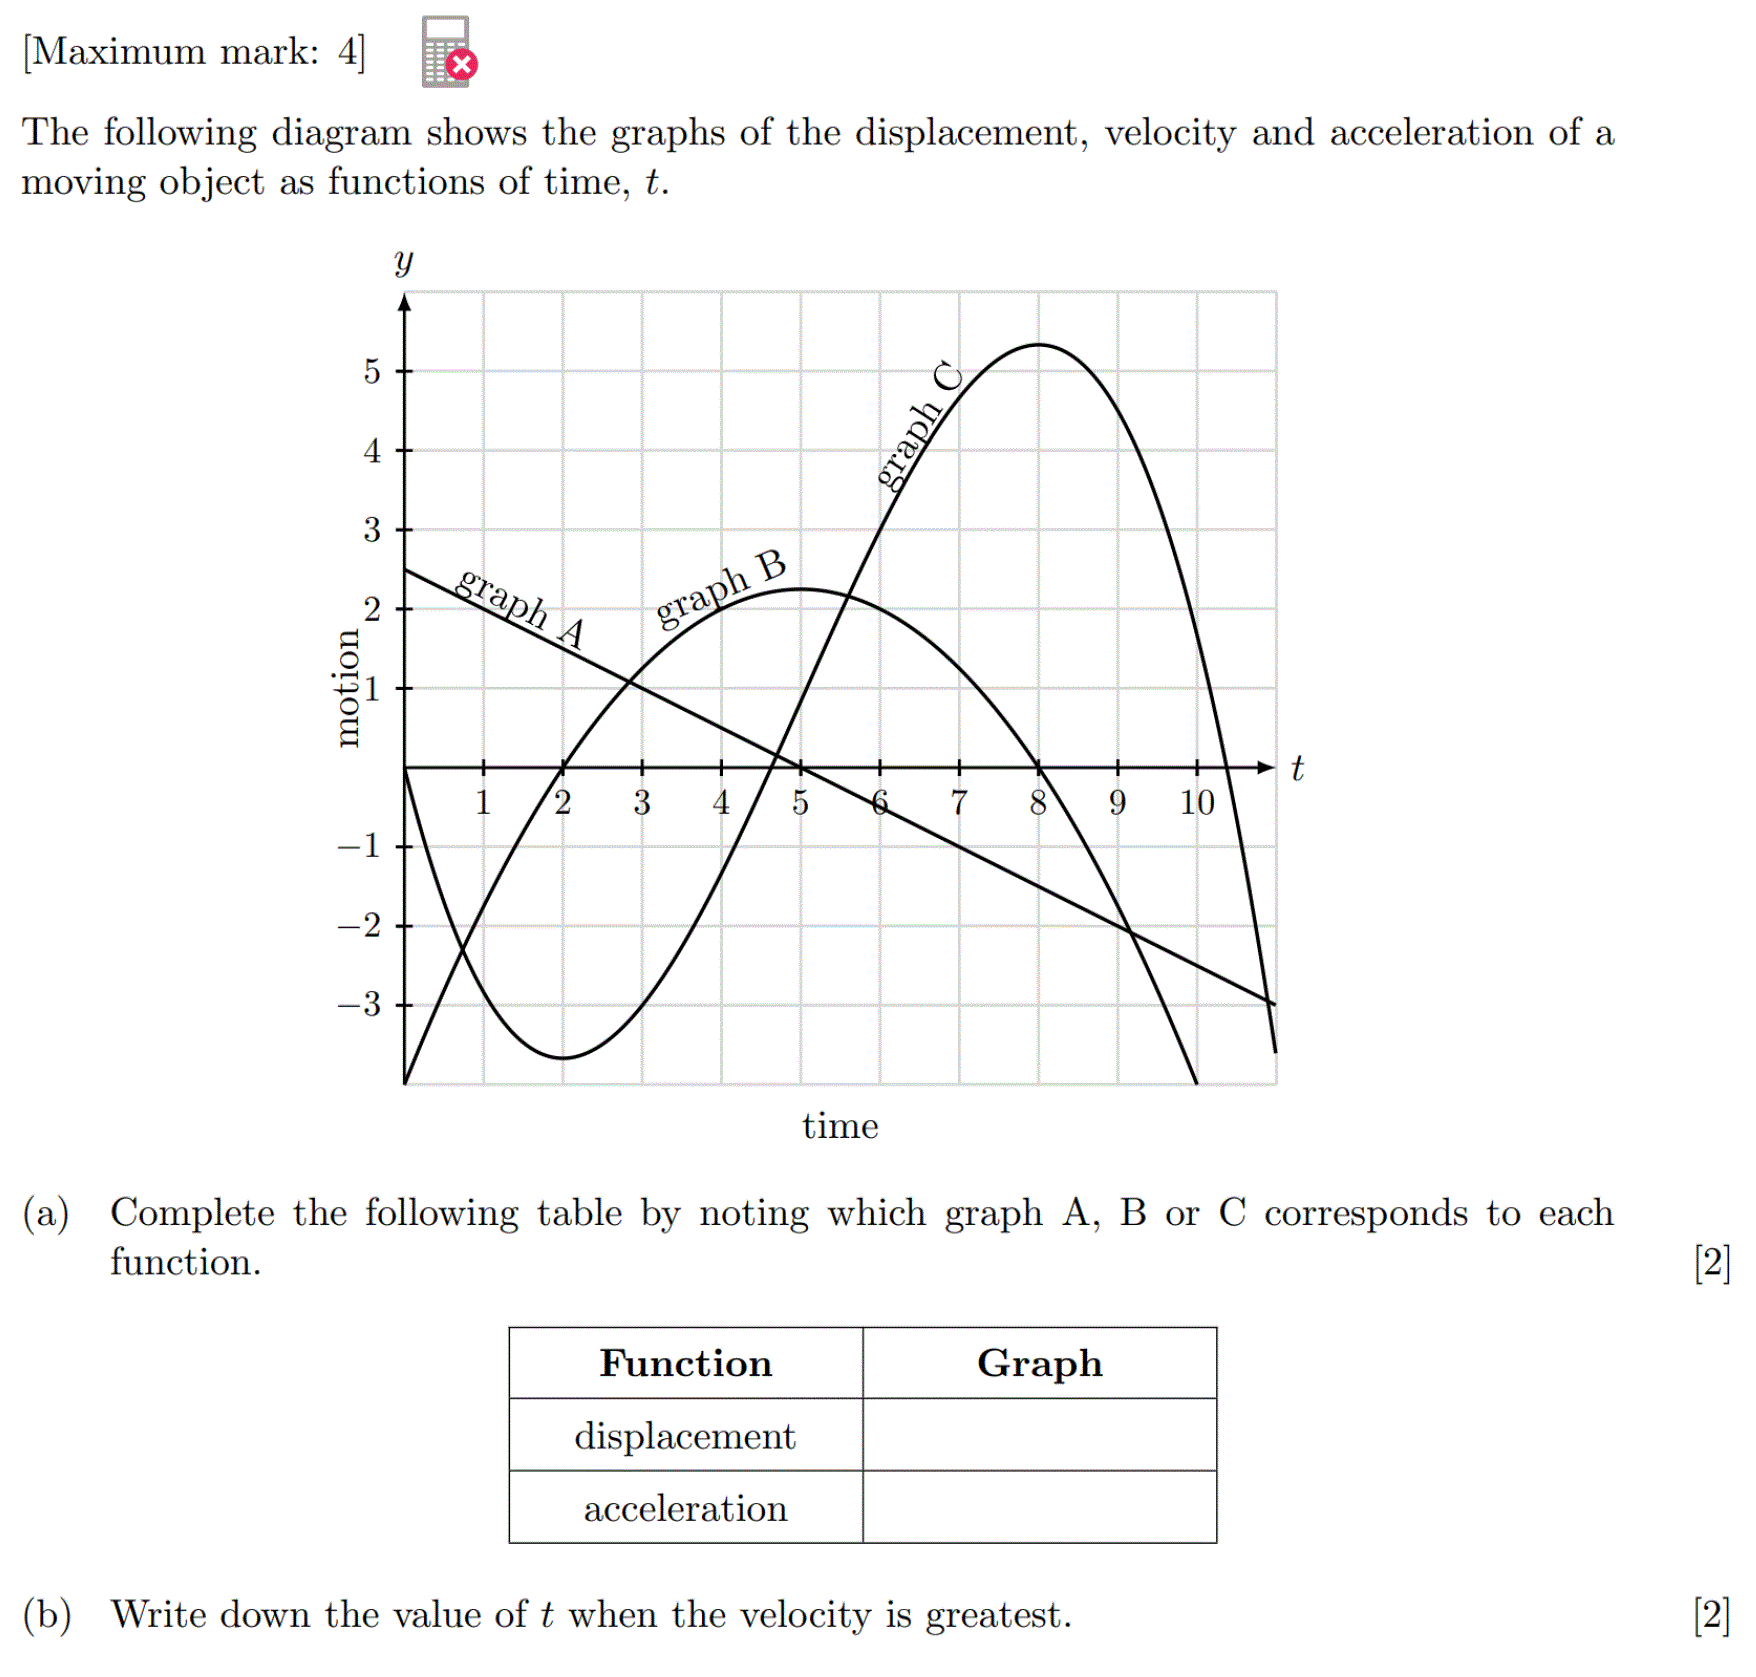 [Maximum mark: 4]
The following diagram shows the graphs of the displacement, velocity and acceleration of a
moving object as functions of time, t.
y
5
4
3
2
1
−1
−2
−3
motion
graph A
graph B
graph C
t
1 2 3 4 5 6 7 8 9 10
time
(a) Complete the following table by noting which graph A, B or C corresponds to each
function. [2]
Function Graph
displacement
acceleration
(b) Write down the value of t when the velocity is greatest. [2]